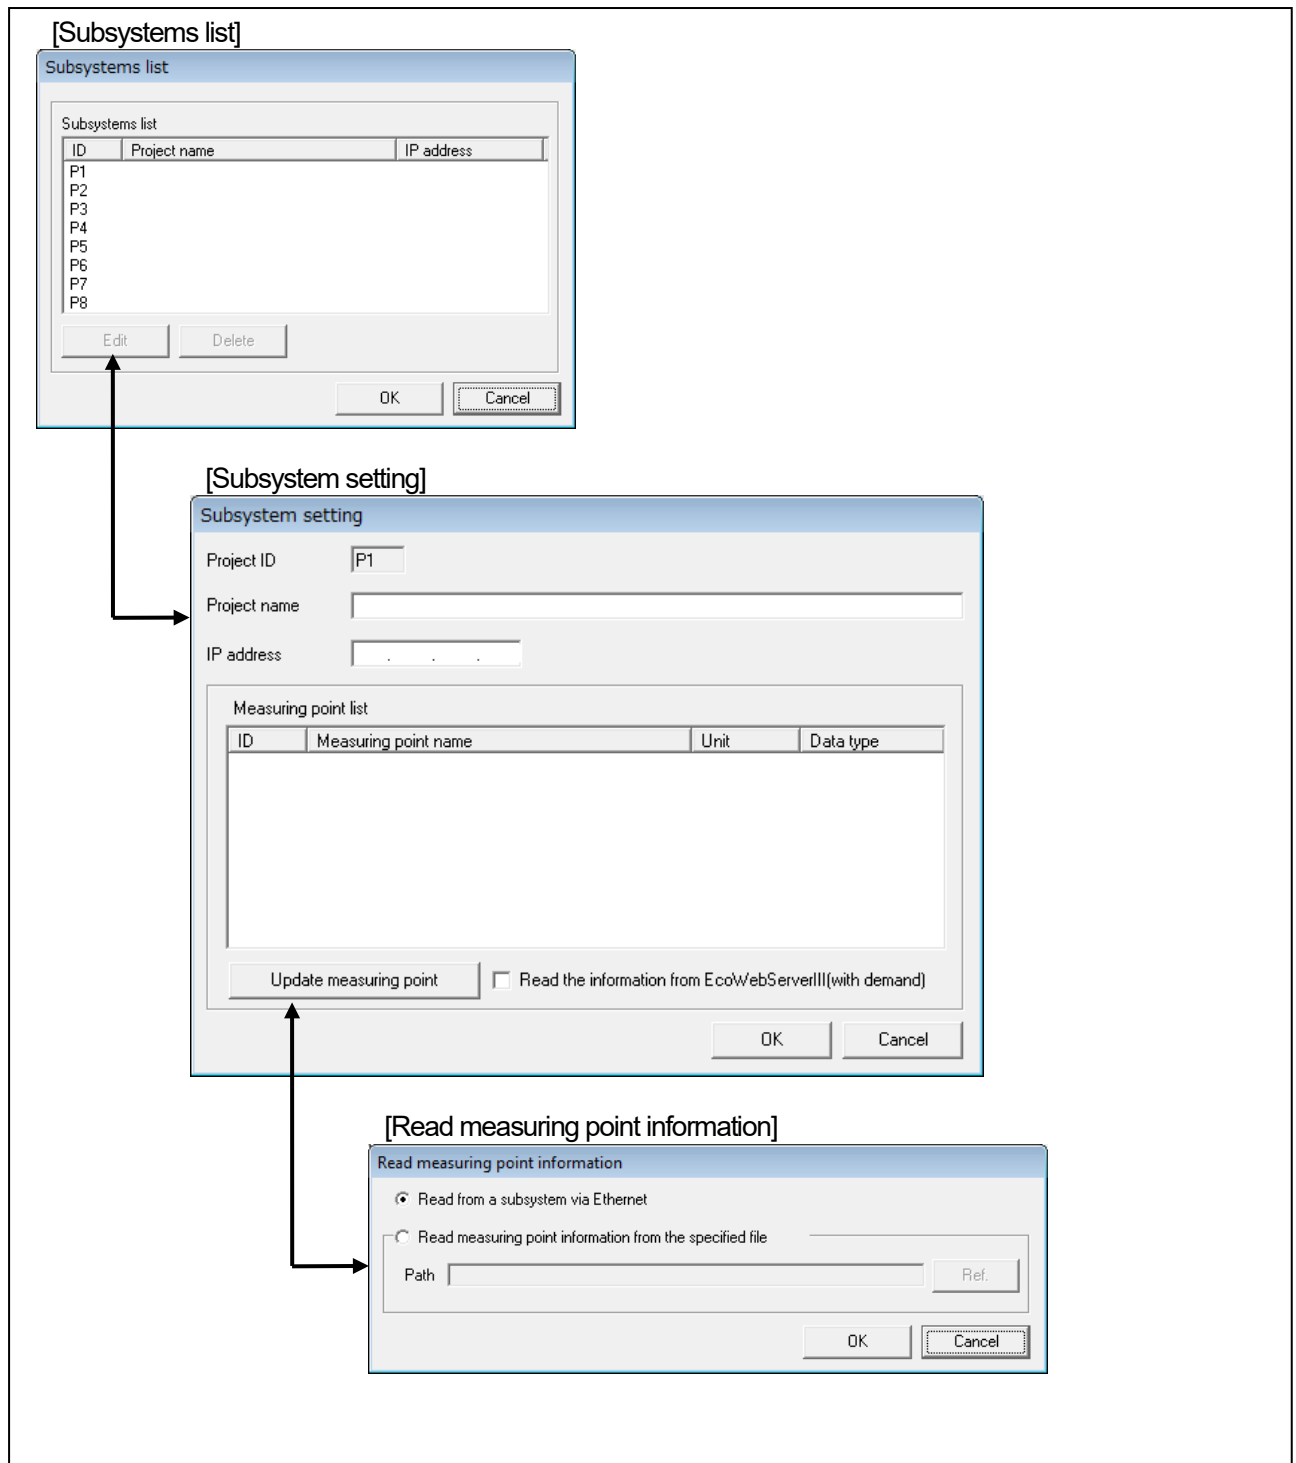 [Subsystems list]
Subsystems list
Subsystems list
ID Project name IP address
P1
P2
P3
P4
P5
P6
P7
P8
Edit Delete
OK Cancel
[Subsystem setting]
Subsystem setting
Project ID P1
Project name
IP address . . .
Measuring point list
ID Measuring point name Unit Data type
Update measuring point Read the information from EcoWebServerIII(with demand)
OK Cancel
[Read measuring point information]
Read measuring point information
Read from a subsystem via Ethernet
Read measuring point information from the specified file
Path Ref.
OK Cancel